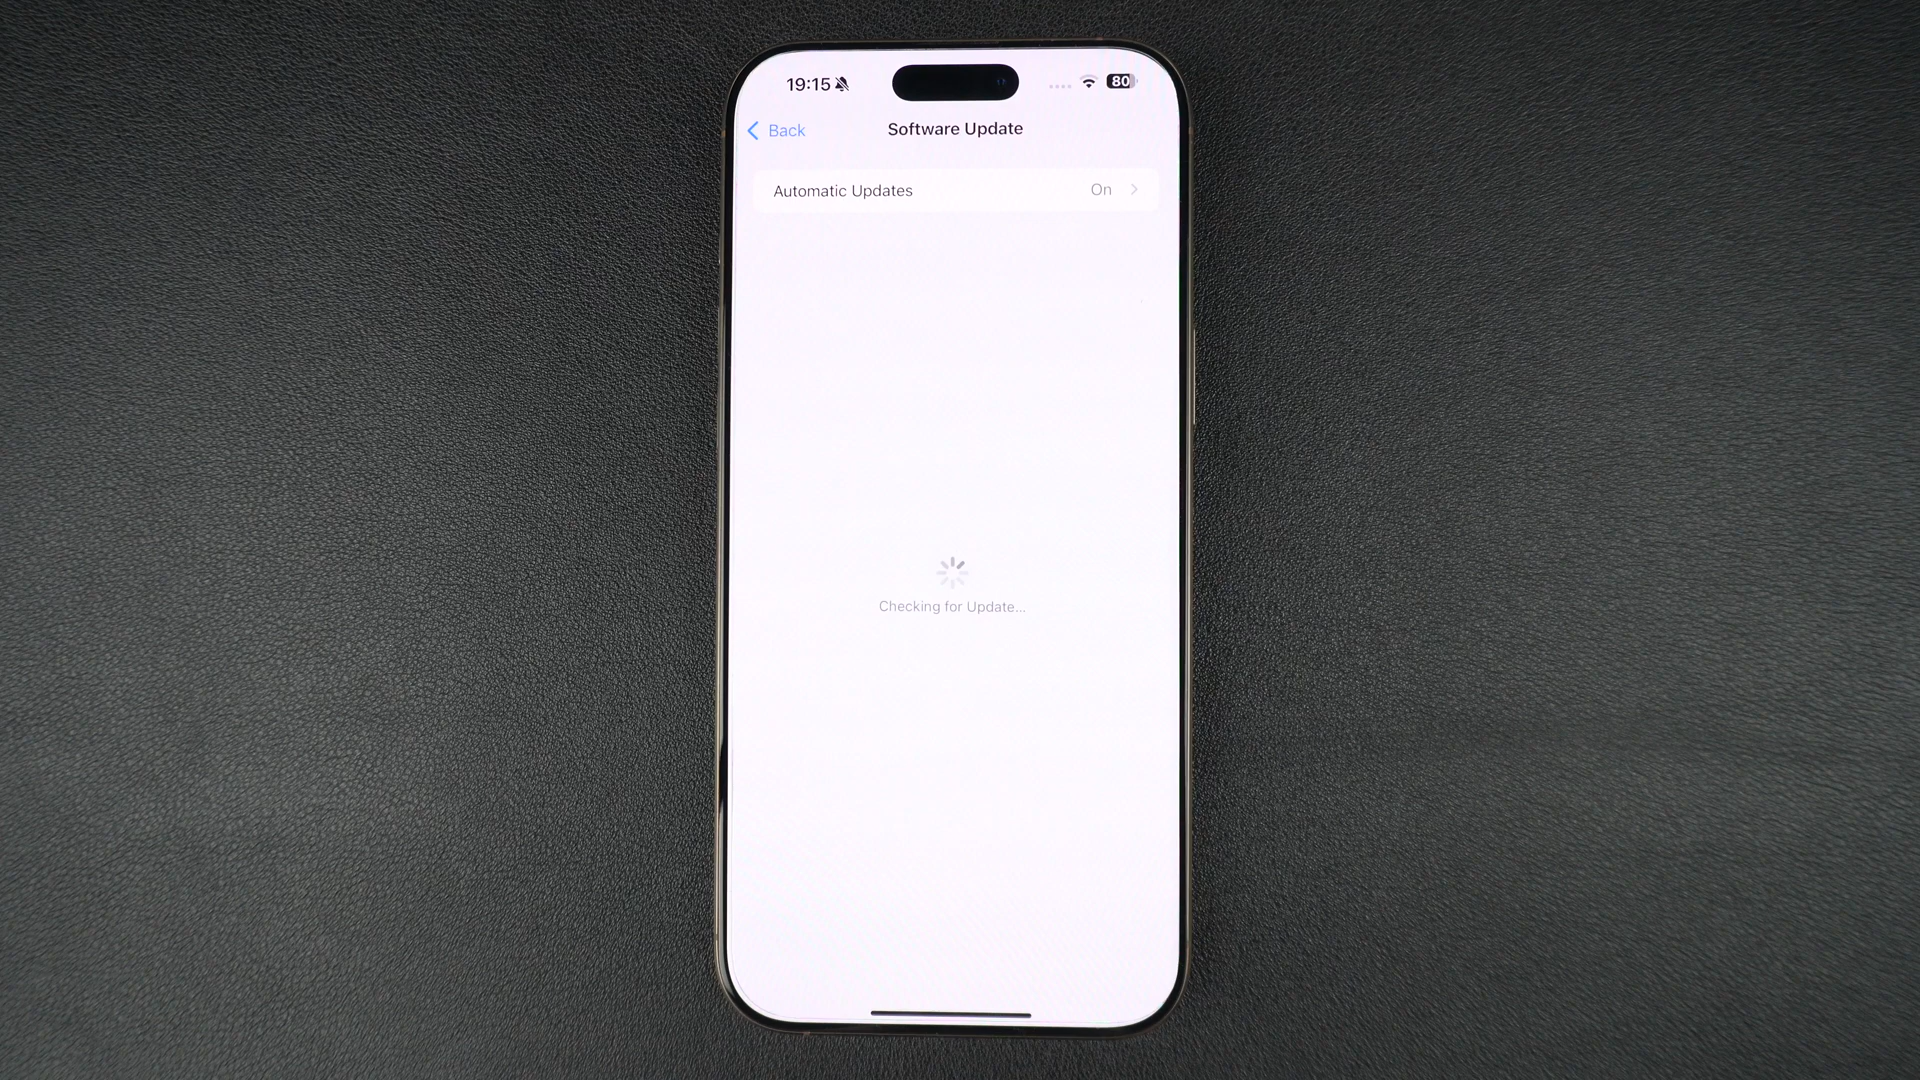 19:15 80
Back Software Update
Automatic Updates On
Checking for Update...